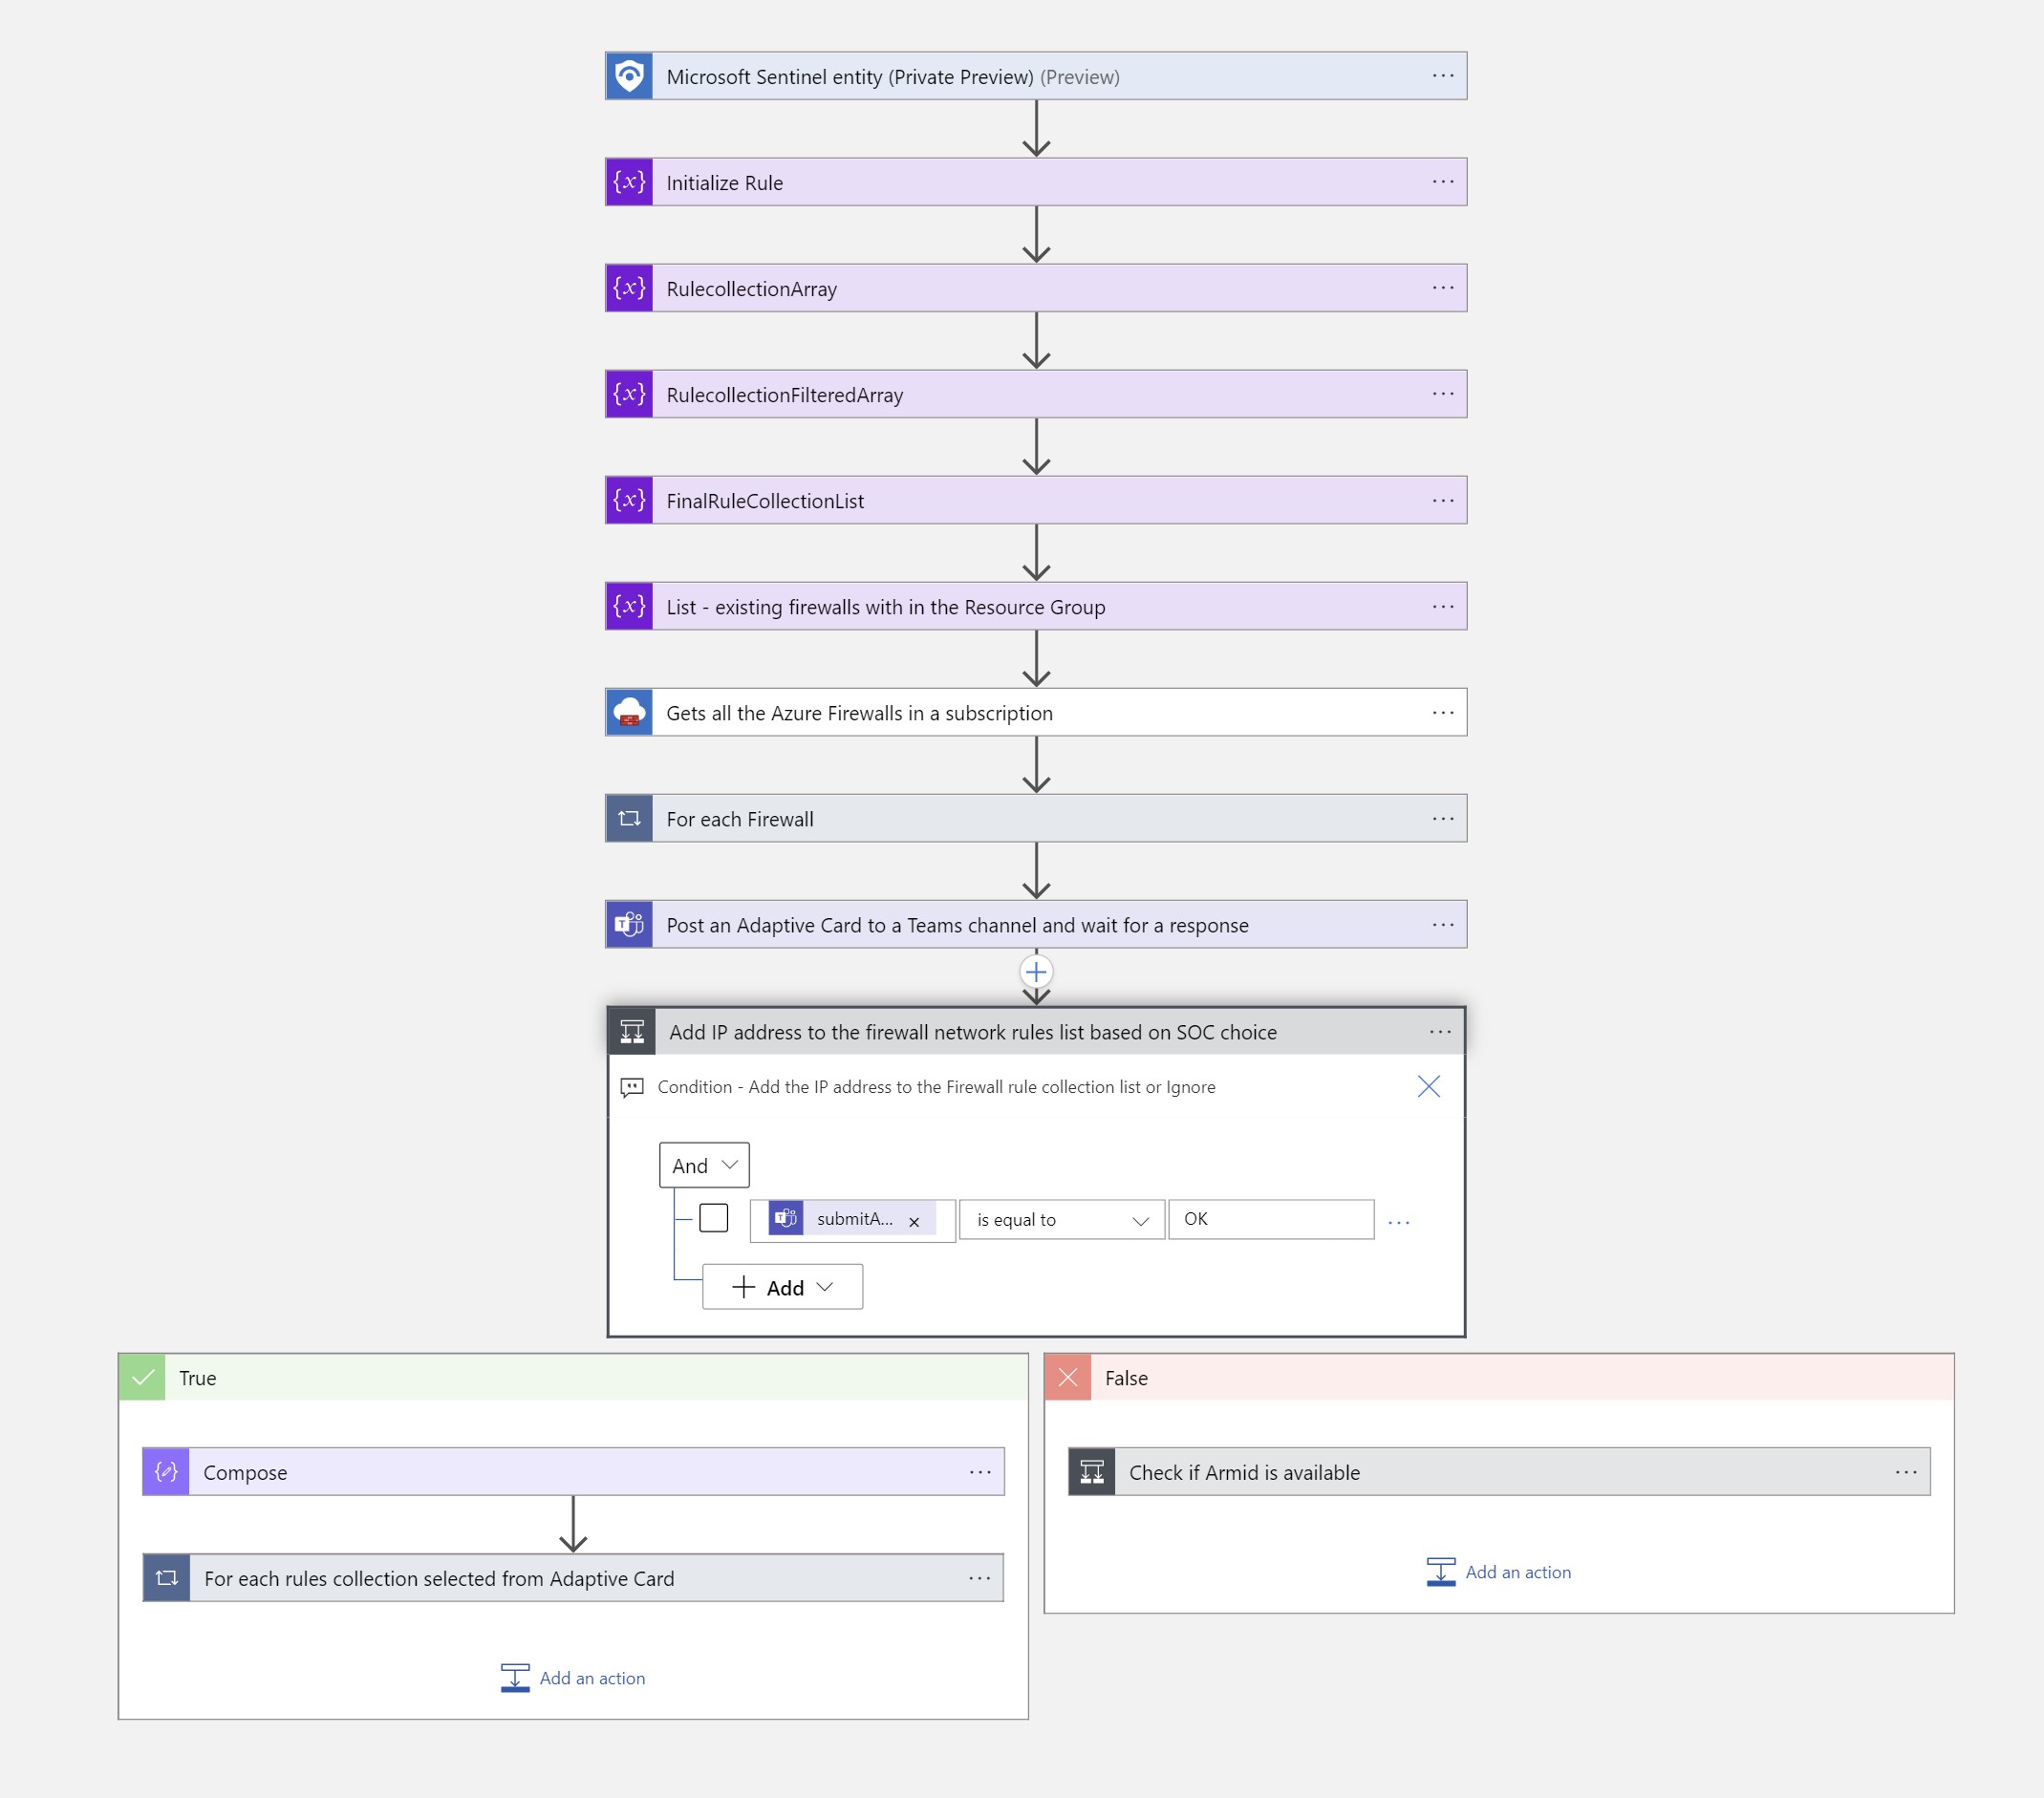 Microsoft Sentinel entity (Private Preview) (Preview)
Initialize Rule
RulecollectionArray
RulecollectionFilteredArray
FinalRuleCollectionList
List - existing firewalls with in the Resource Group
Gets all the Azure Firewalls in a subscription
For each Firewall
Post an Adaptive Card to a Teams channel and wait for a response
Add IP address to the firewall network rules list based on SOC choice
Condition - Add the IP address to the Firewall rule collection list or Ignore
And
submitA... is equal to OK
Add
True
Compose
For each rules collection selected from Adaptive Card
Add an action
False
Check if Armid is available
Add an action